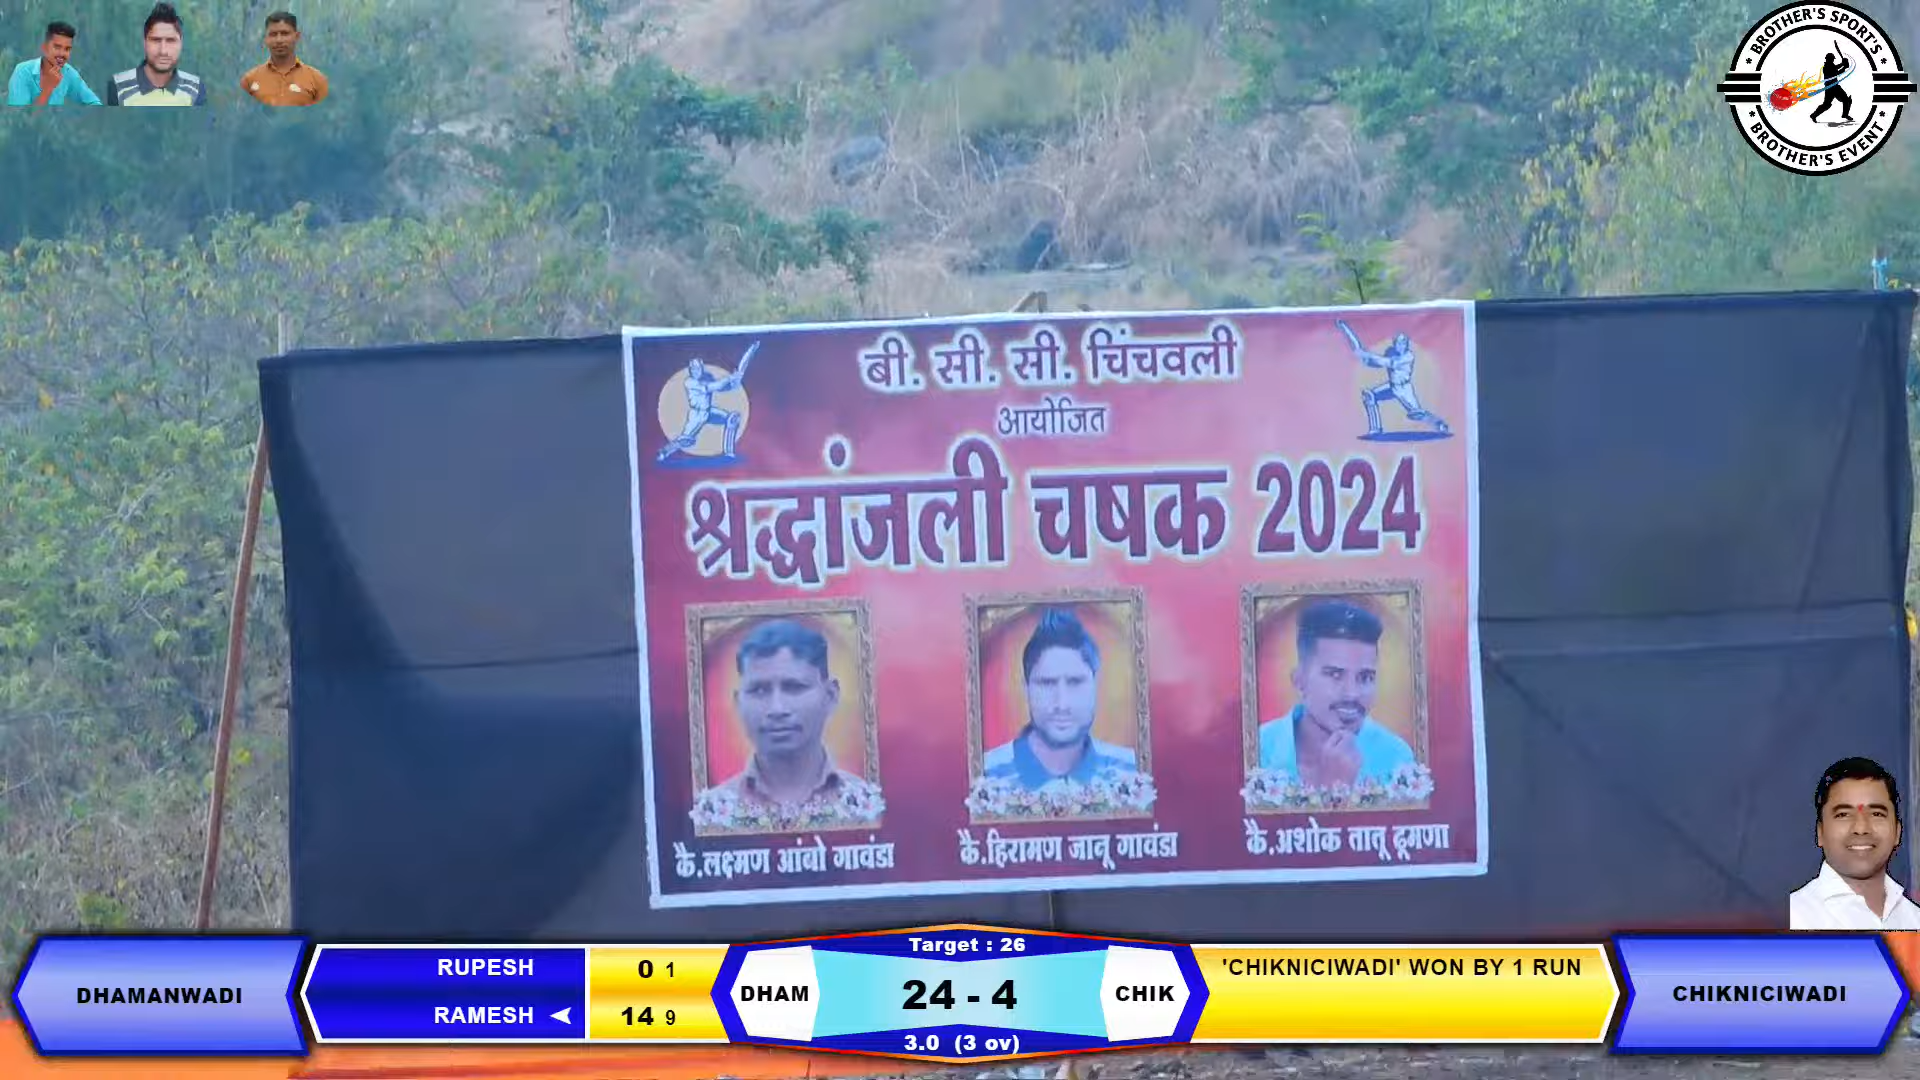 BROTHER'S SPORT'S
BROTHER'S EVENT
बी. सी. सी. चिंचवली
आयोजित
श्रद्धांजली चषक 2024
कै.लक्ष्मण आंबो गावंडा
कै.हिरामण जानू गावंडा
कै.अशोक तातू ढूमणा
Target : 26
DHAMANWADI
RUPESH 0 1
RAMESH 14 9
DHAM
24 - 4
CHIK
3.0 (3 ov)
'CHIKNICIWADI' WON BY 1 RUN
CHIKNICIWADI